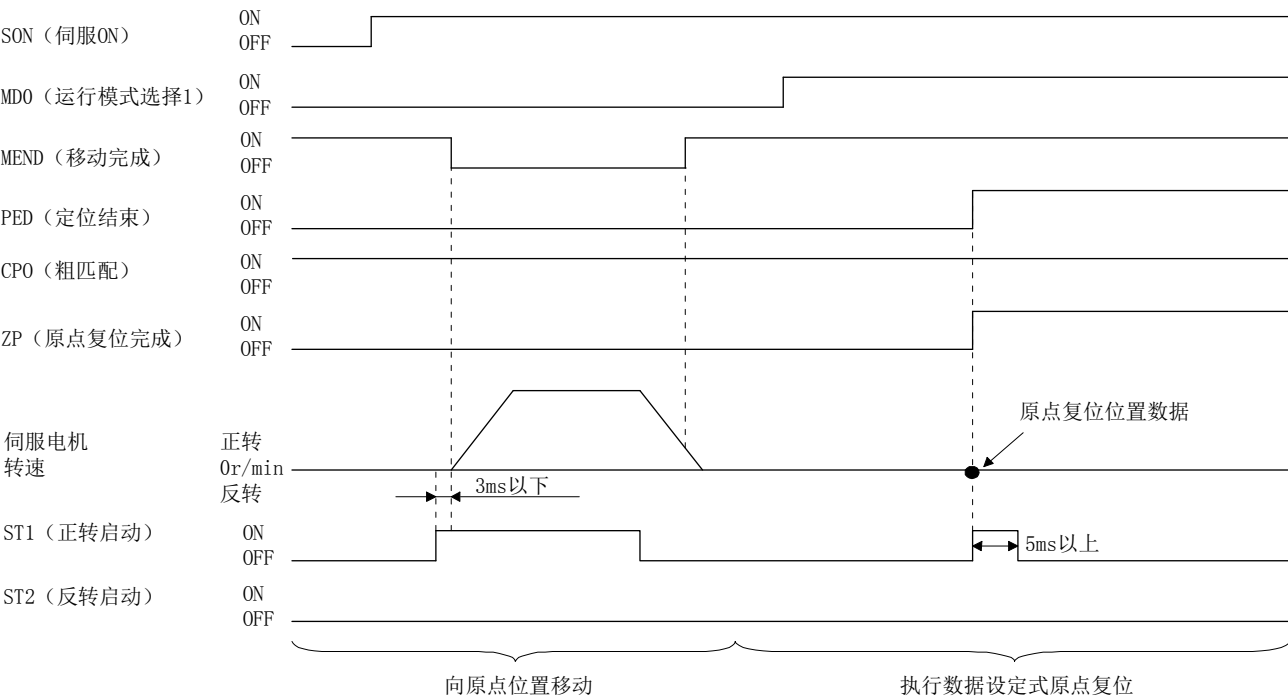 ON
SON（伺服ON）
OFF
ON
MD0（运行模式选择1）
OFF
ON
MEND（移动完成）
OFF
ON
PED（定位结束）
OFF
ON
CPO（粗匹配）
OFF
ON
ZP（原点复位完成）
OFF
原点复位位置数据
伺服电机 正转
转速 0r/min
反转
3ms以下
ST1（正转启动） ON
OFF
5ms以上
ST2（反转启动） ON
OFF
向原点位置移动 执行数据设定式原点复位